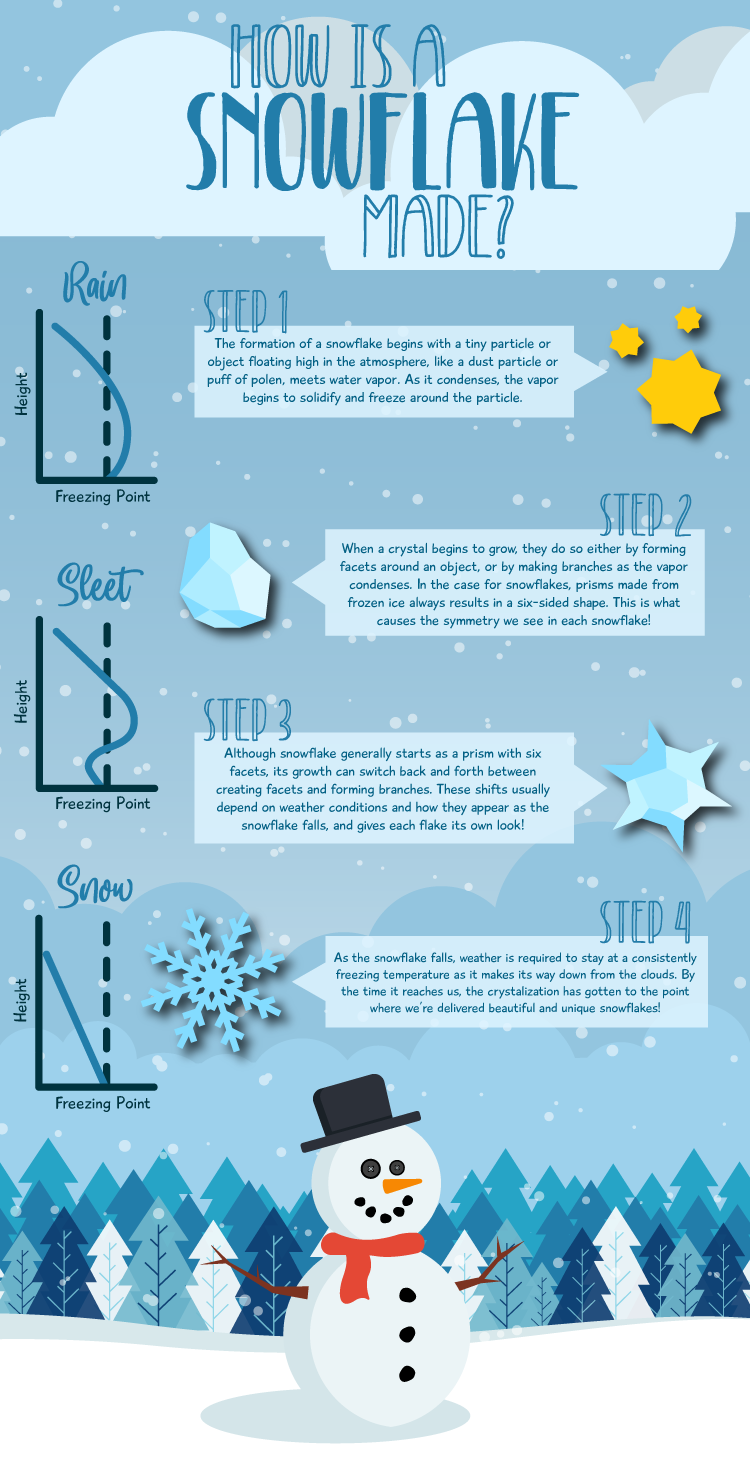 HOW IS A
SNOWFLAKE
MADE?
Rain
Height
Freezing Point
STEP 1
The formation of a snowflake begins with a tiny particle or
object floating high in the atmosphere, like a dust particle or
puff of polen, meets water vapor. As it condenses, the vapor
begins to solidify and freeze around the particle.
STEP 2
When a crystal begins to grow, they do so either by forming
facets around an object, or by making branches as the vapor
condenses. In the case for snowflakes, prisms made from
frozen ice always results in a six-sided shape. This is what
causes the symmetry we see in each snowflake!
Sleet
Height
Freezing Point
STEP 3
Although snowflake generally starts as a prism with six
facets, its growth can switch back and forth between
creating facets and forming branches. These shifts usually
depend on weather conditions and how they appear as the
snowflake falls, and gives each flake its own look!
Snow
Height
Freezing Point
STEP 4
As the snowflake falls, weather is required to stay at a consistently
freezing temperature as it makes its way down from the clouds. By
the time it reaches us, the crystalization has gotten to the point
where we're delivered beautiful and unique snowflakes!